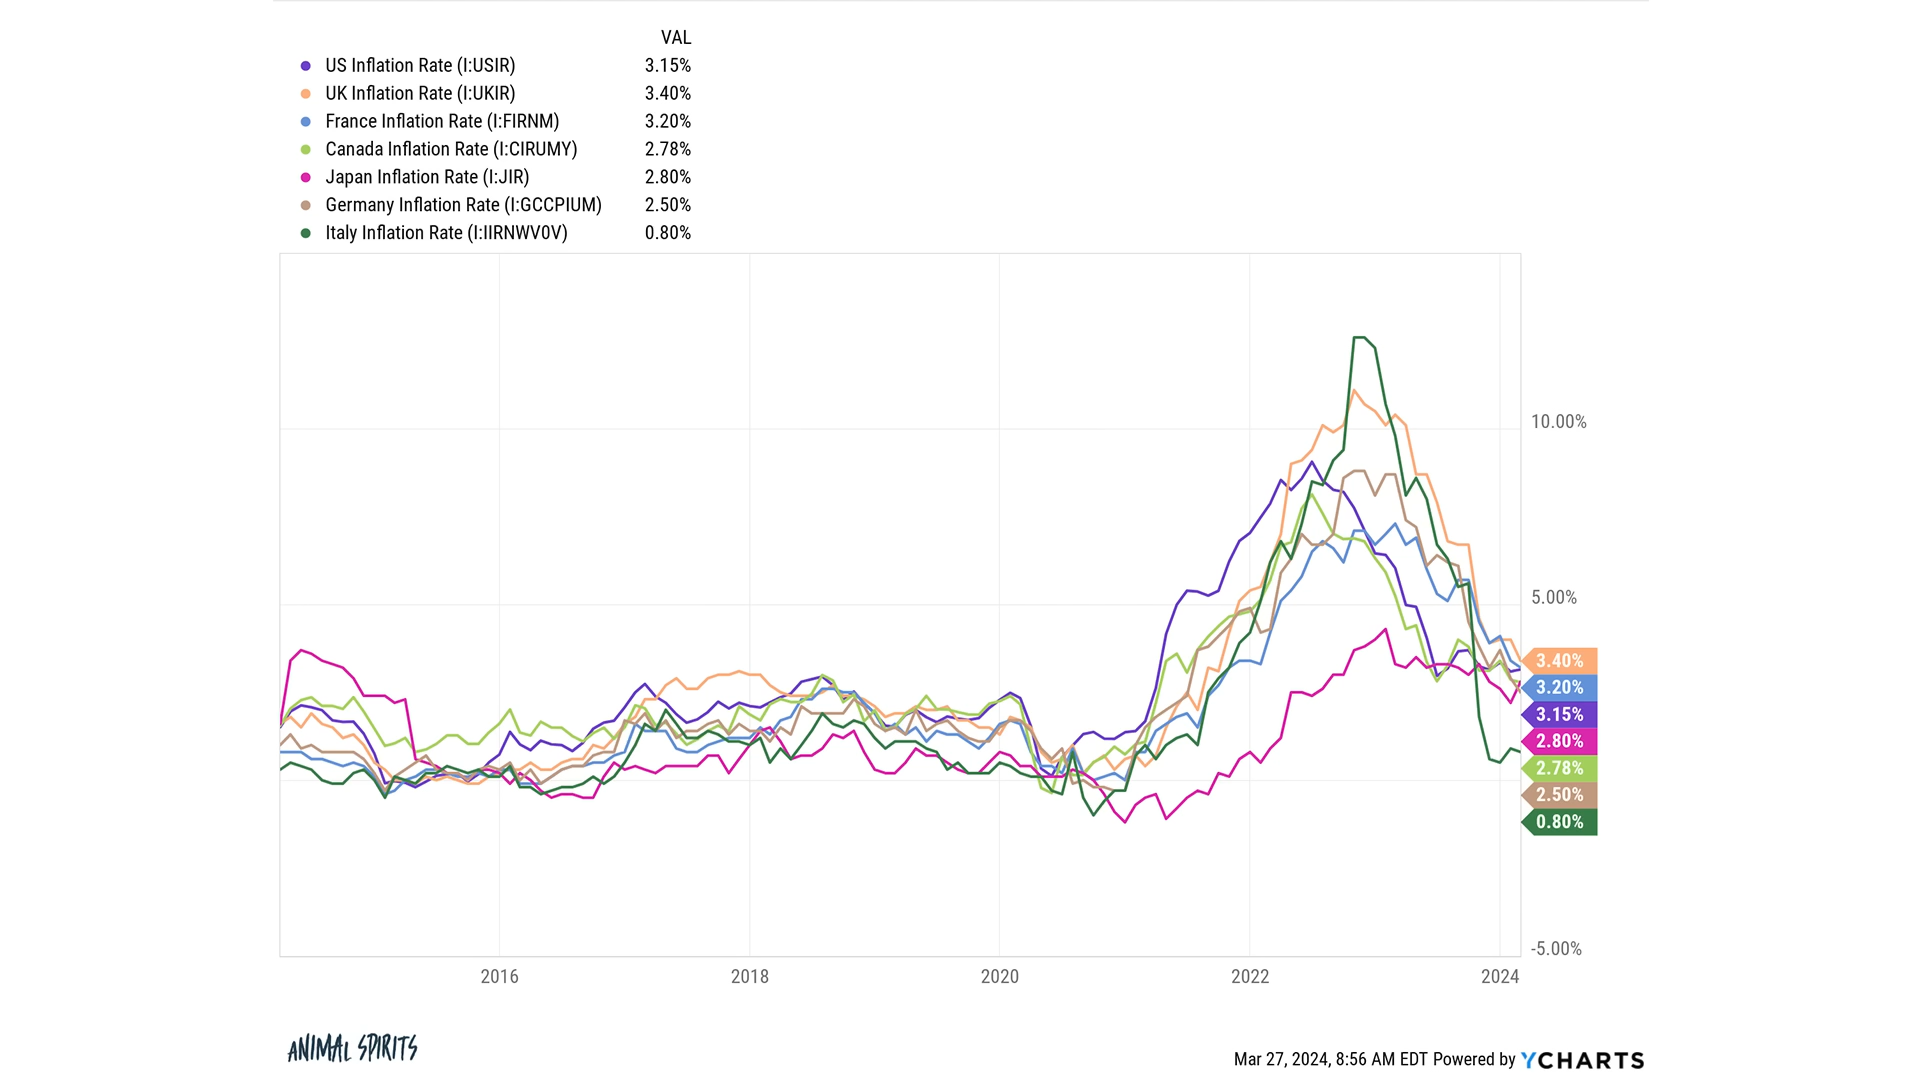 VAL
US Inflation Rate (I:USIR) 3.15%
UK Inflation Rate (I:UKIR) 3.40%
France Inflation Rate (I:FIRNM) 3.20%
Canada Inflation Rate (I:CIRUMY) 2.78%
Japan Inflation Rate (I:JIR) 2.80%
Germany Inflation Rate (I:GCCPIUM) 2.50%
Italy Inflation Rate (I:IIRNWV0V) 0.80%
10.00%
5.00%
3.40%
3.20%
3.15%
2.80%
2.78%
2.50%
0.80%
-5.00%
2016 2018 2020 2022 2024
ANIMAL SPIRITS
Mar 27, 2024, 8:56 AM EDT Powered by YCHARTS